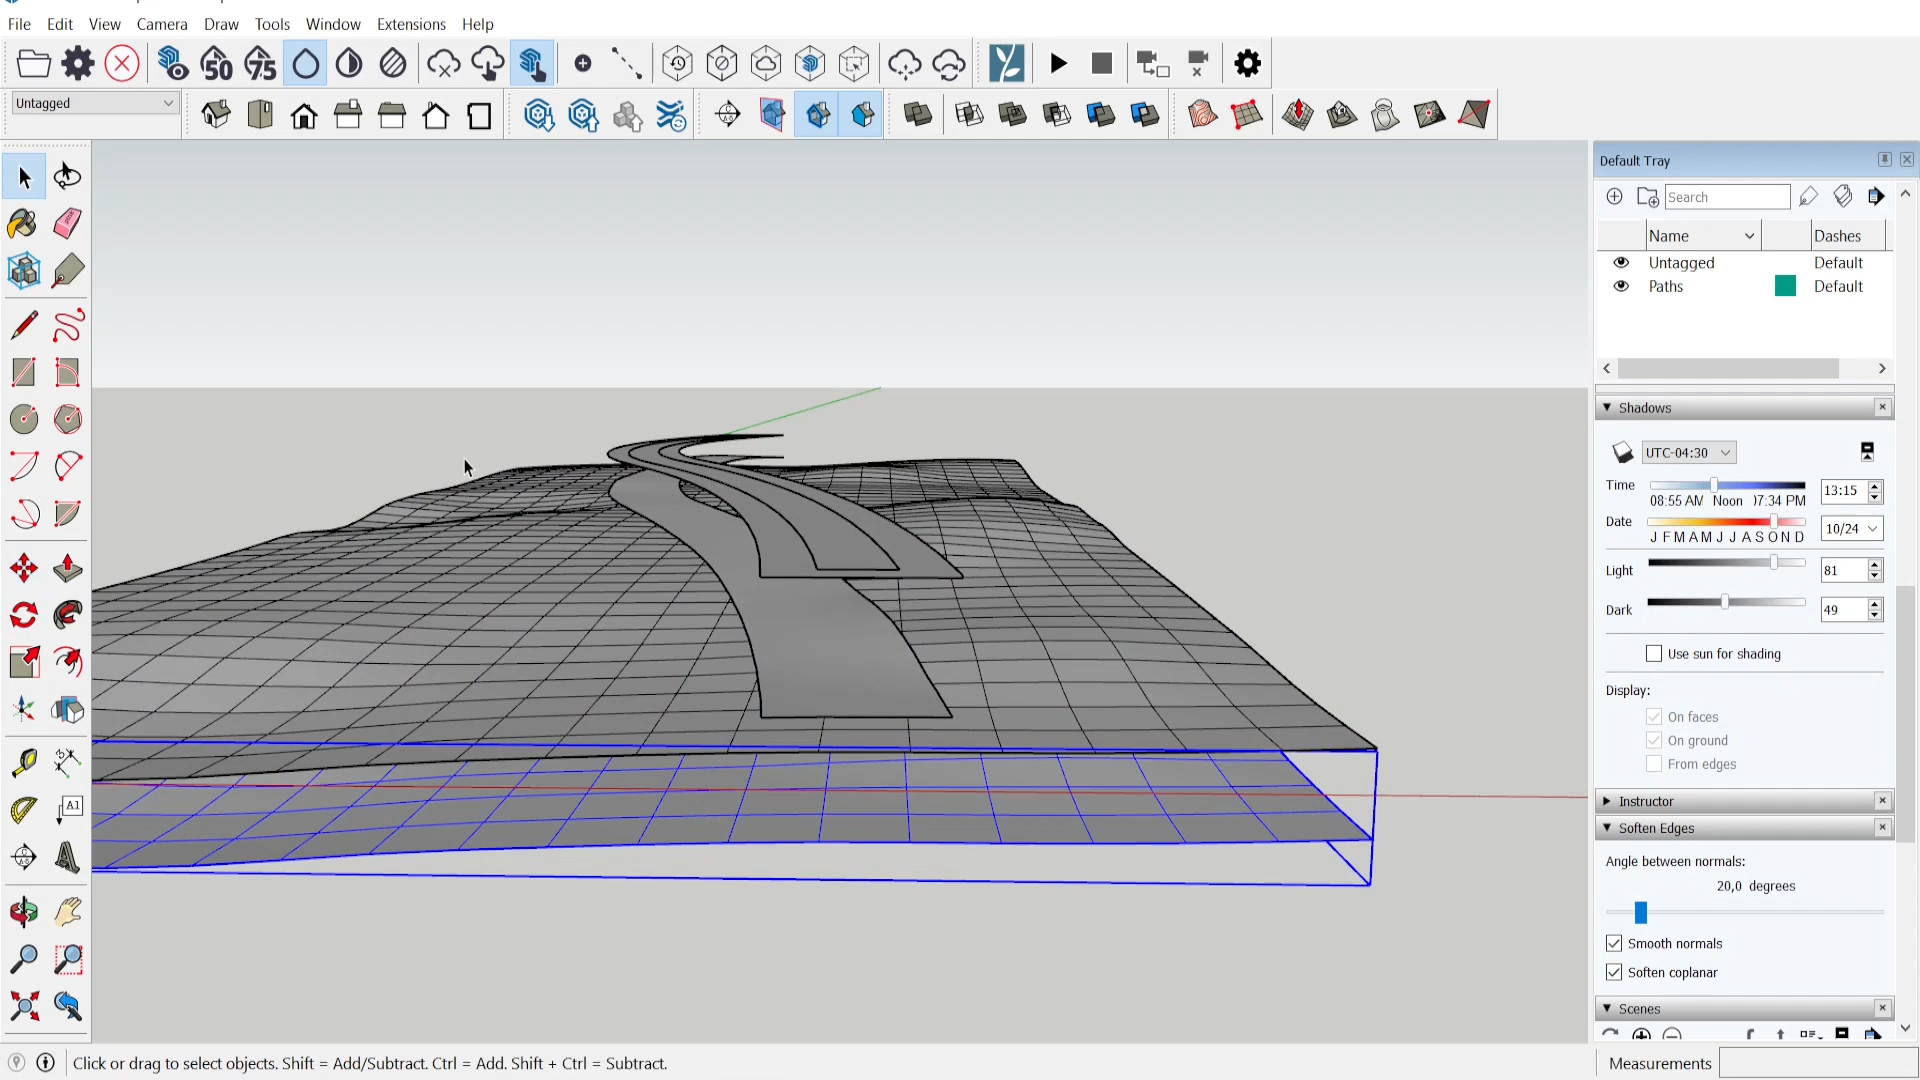 File Edit View Camera Draw Tools Window Extensions Help
50 75
Untagged
Default Tray
Search
Name Dashes
Untagged Default
Paths Default
Shadows
UTC-04:30
Time 13:15
08:55 AM Noon 07:34 PM
Date 10/24
J F M A M J J A S O N D
Light 81
Dark 49
Use sun for shading
Display:
On faces
On ground
From edges
A1
Instructor
Soften Edges
Angle between normals:
20,0 degrees
Smooth normals
Soften coplanar
Scenes
Click or drag to select objects. Shift = Add/Subtract. Ctrl = Add. Shift + Ctrl = Subtract.
Measurements